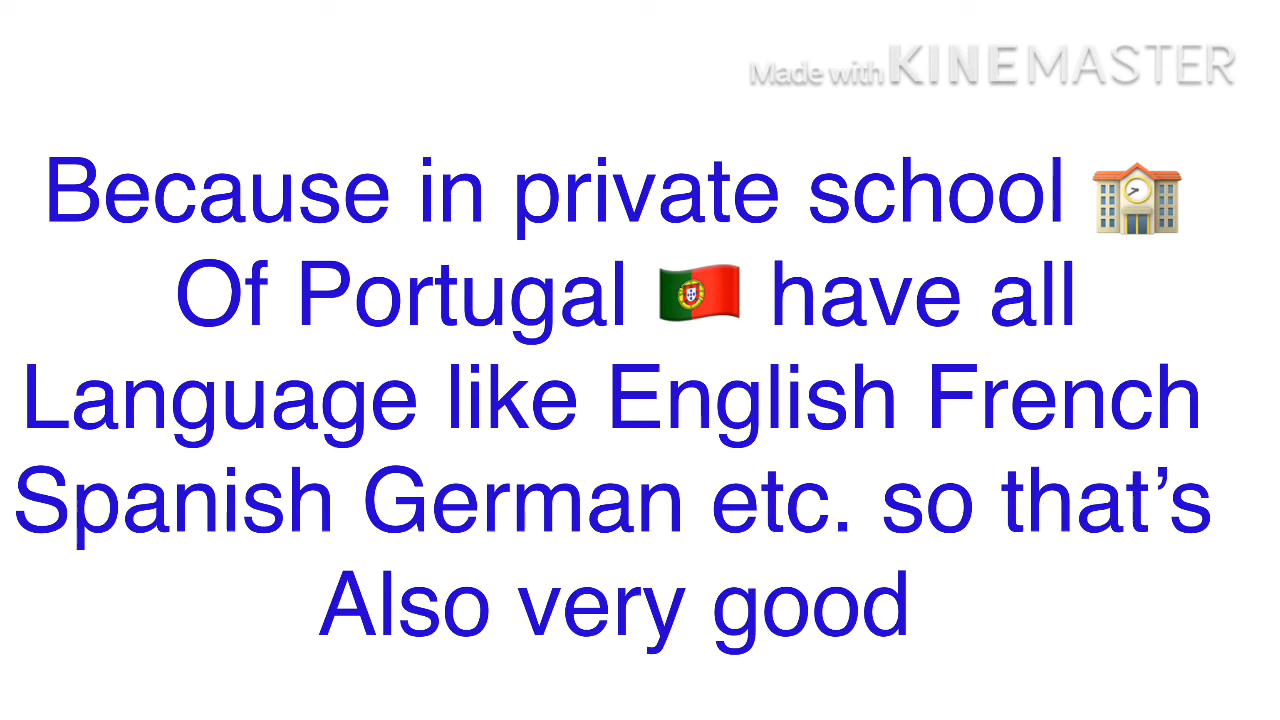 Made with KINEMASTER
Because in private school 🏫
Of Portugal 🇵🇹 have all
Language like English French
Spanish German etc. so that’s
Also very good